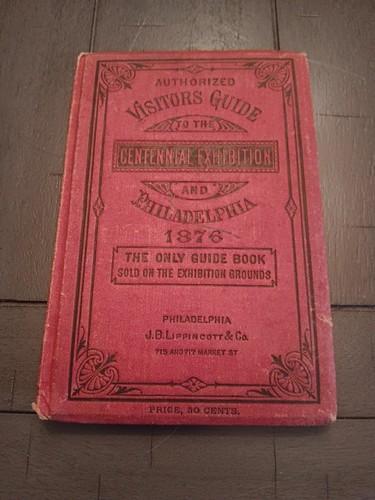 AUTHORIZED
VISITORS GUIDE
TO THE
CENTENNIAL EXHIBITION
AND
PHILADELPHIA
1876
THE ONLY GUIDE BOOK
SOLD ON THE EXHIBITION GROUNDS
PHILADELPHIA
J. B. LIPPINCOTT & Co.
715 AND 717 MARKET ST
PRICE, 50 CENTS.